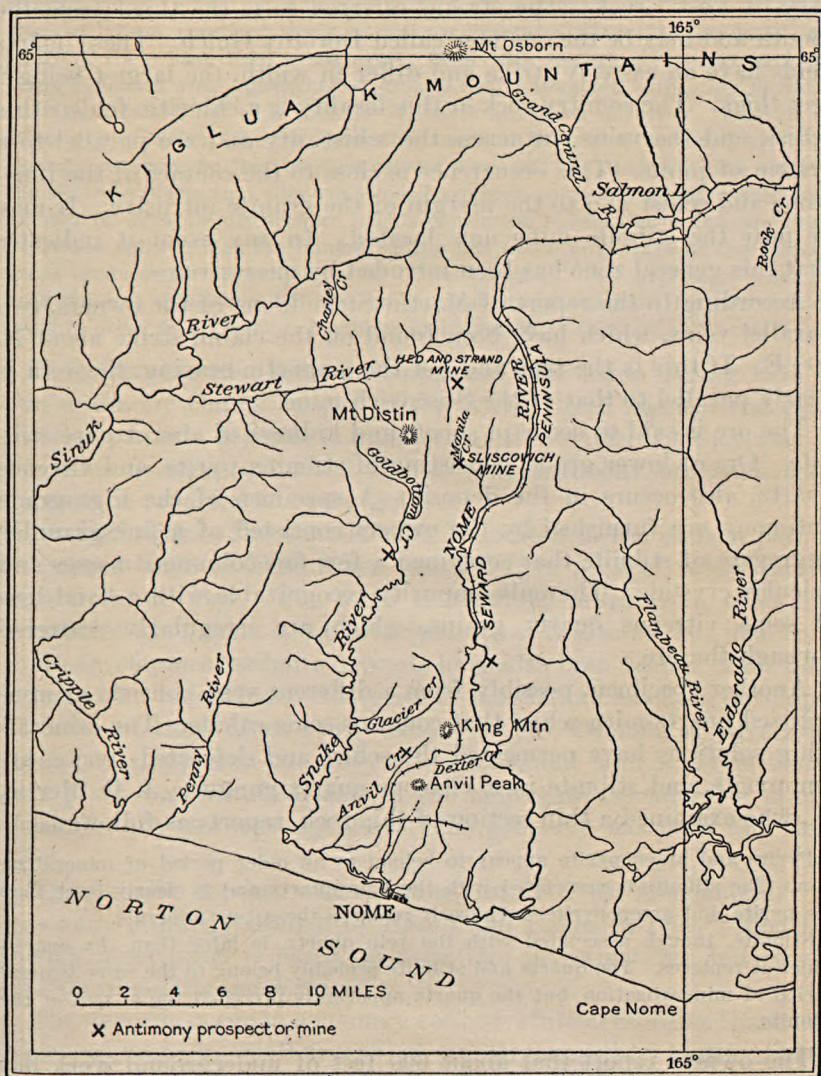 165°
65°
65°
Mt Osborn
KIGLUAIK MOUNTAINS
Grand Central R.
Salmon L.
Rock Cr.
River
Charley Cr.
Stewart River
HED AND STRAND MINE
Sinuk
Mt Distin
Goldbottom
Manila Cr.
SLISCOVICH MINE
NOME RIVER
SEWARD PENINSULA
Cripple River
Penny River
Snake River
Glacier Cr.
King Mtn.
Anvil Cr.
Dexter Cr.
Anvil Peak
Flambeau River
Eldorado River
NOME
NORTON SOUND
0 2 4 6 8 10 MILES
x Antimony prospect or mine
Cape Nome
165°